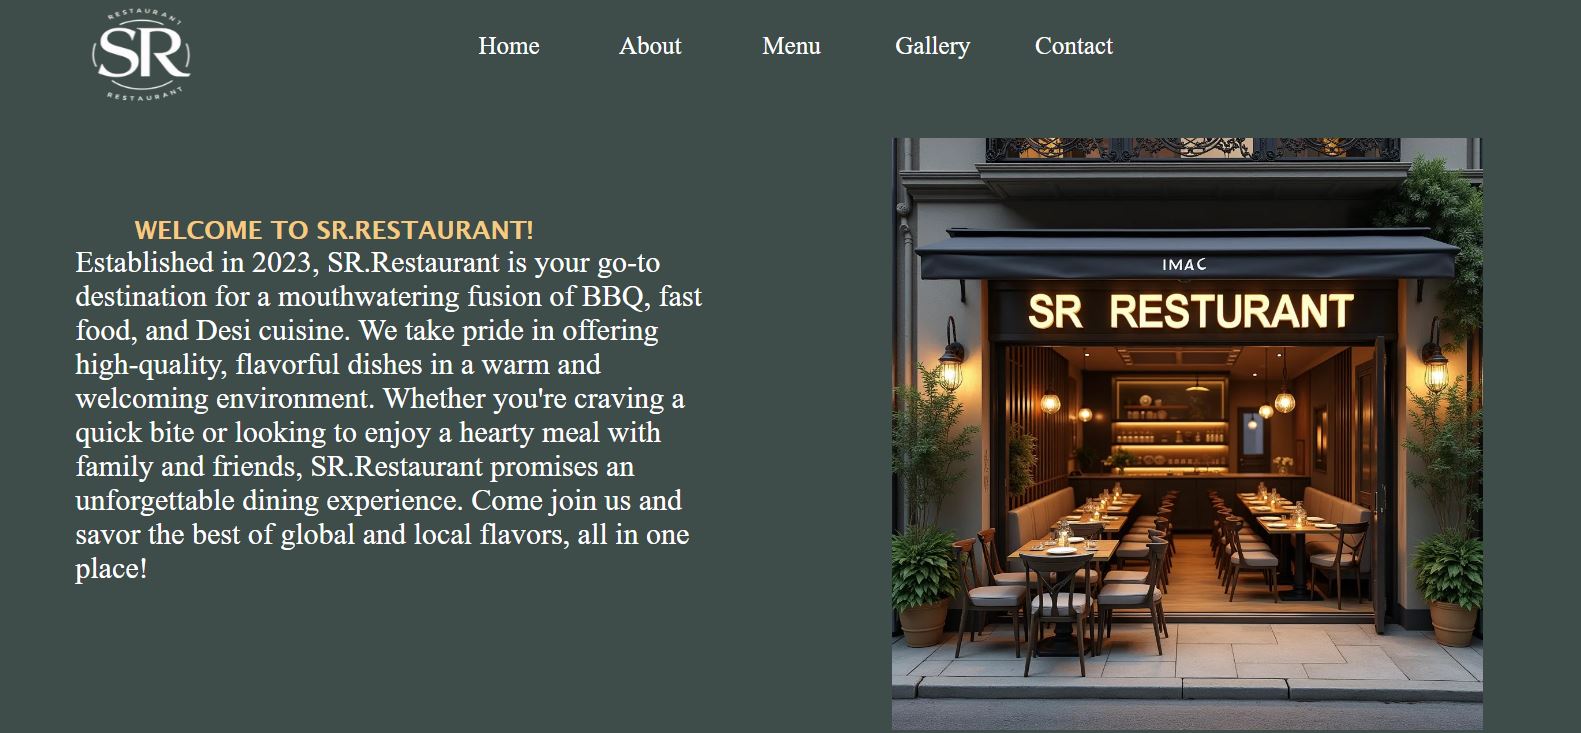 RESTAURANT
SR
RESTAURANT
Home About Menu Gallery Contact
WELCOME TO SR.RESTAURANT!
Established in 2023, SR.Restaurant is your go-to
destination for a mouthwatering fusion of BBQ, fast
food, and Desi cuisine. We take pride in offering
high-quality, flavorful dishes in a warm and
welcoming environment. Whether you're craving a
quick bite or looking to enjoy a hearty meal with
family and friends, SR.Restaurant promises an
unforgettable dining experience. Come join us and
savor the best of global and local flavors, all in one
place!
IMAC
SR RESTURANT